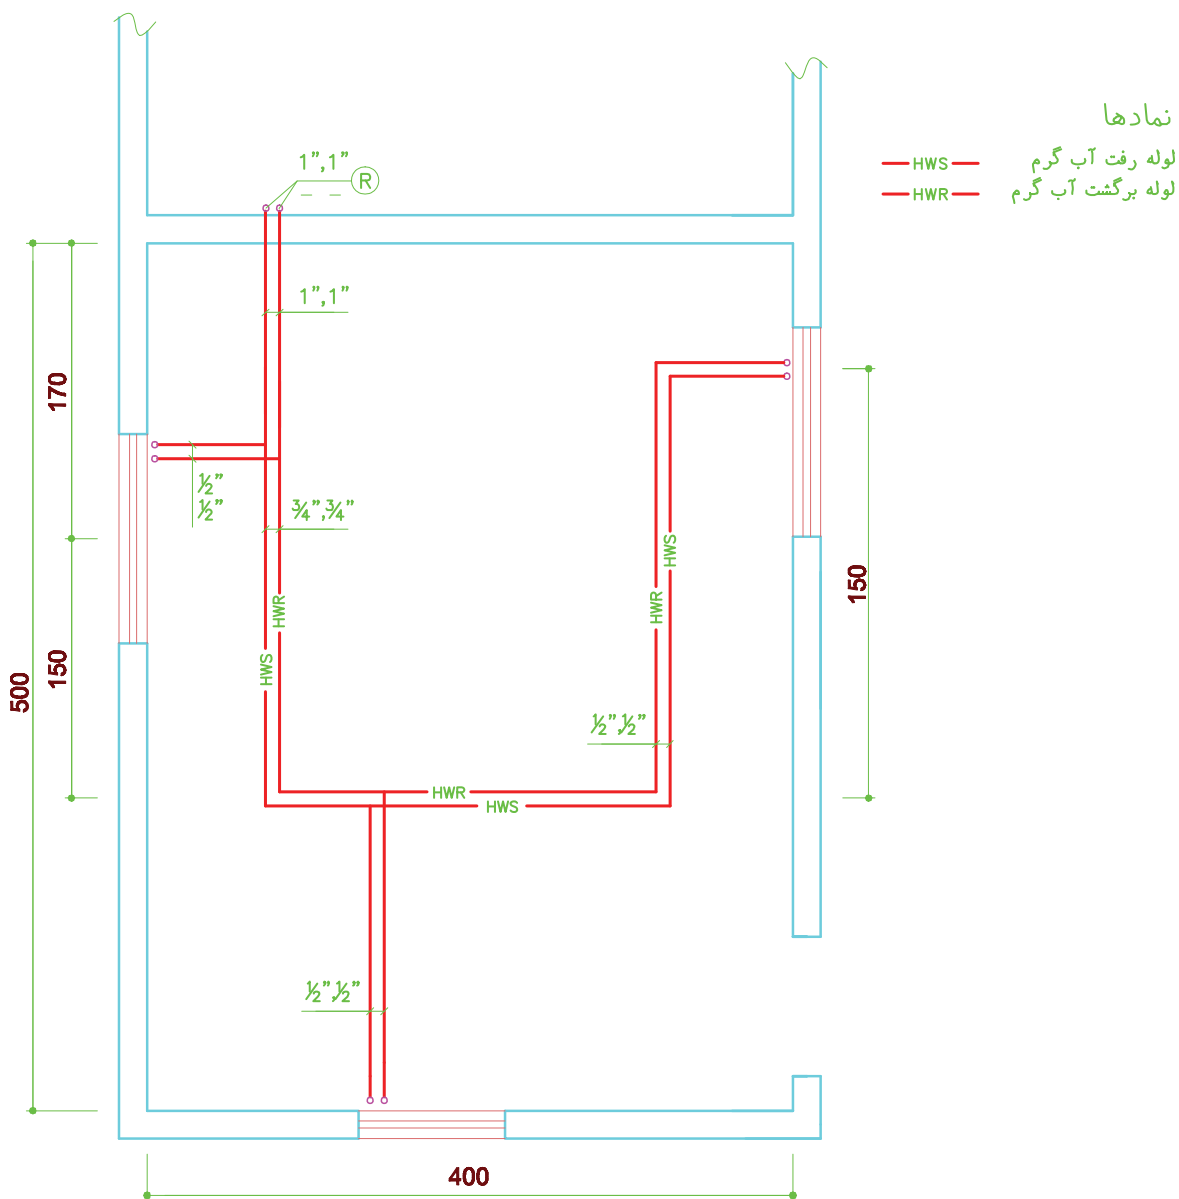 نمادها
HWS لوله رفت آب گرم
HWR لوله برگشت آب گرم
1”,1” R
1”,1”
170
½”
½”
¾”,¾”
HWS
150
HWR
HWR
HWS
150
500
½”,½”
HWR
HWS
½”,½”
400